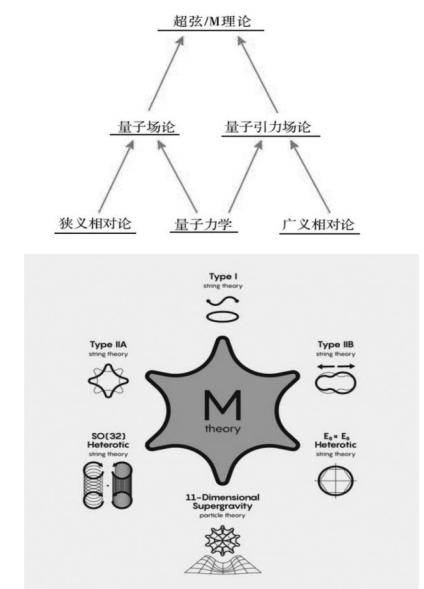 超弦/M理论
量子场论 量子引力场论
狭义相对论 量子力学 广义相对论
Type I
string theory
Type IIA
string theory
Type IIB
string theory
M
theory
SO(32)
Heterotic
string theory
E₈× E₈
Heterotic
string theory
11-Dimensional
Supergravity
particle theory